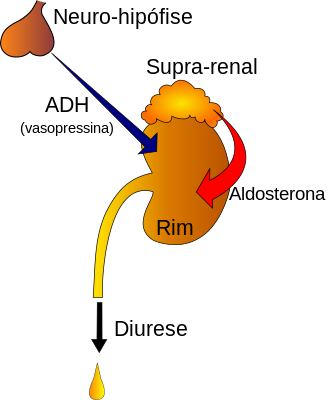 Neuro-hipófise
Supra-renal
ADH
(vasopressina)
Aldosterona
Rim
Diurese